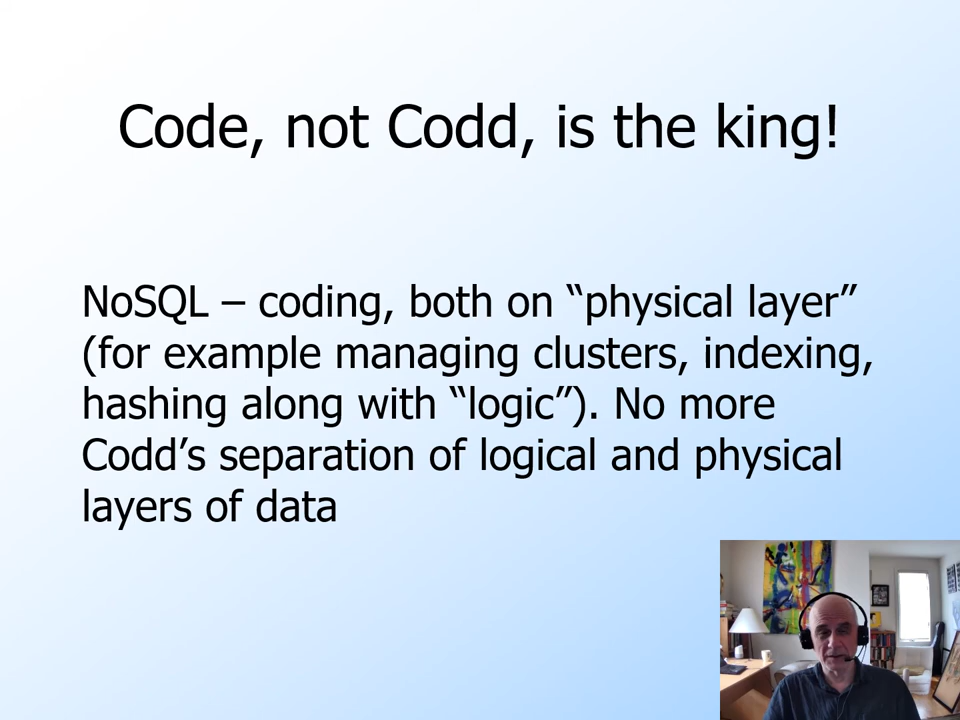 Code, not Codd, is the king!
NoSQL – coding, both on “physical layer”
(for example managing clusters, indexing,
hashing along with “logic”). No more
Codd’s separation of logical and physical
layers of data